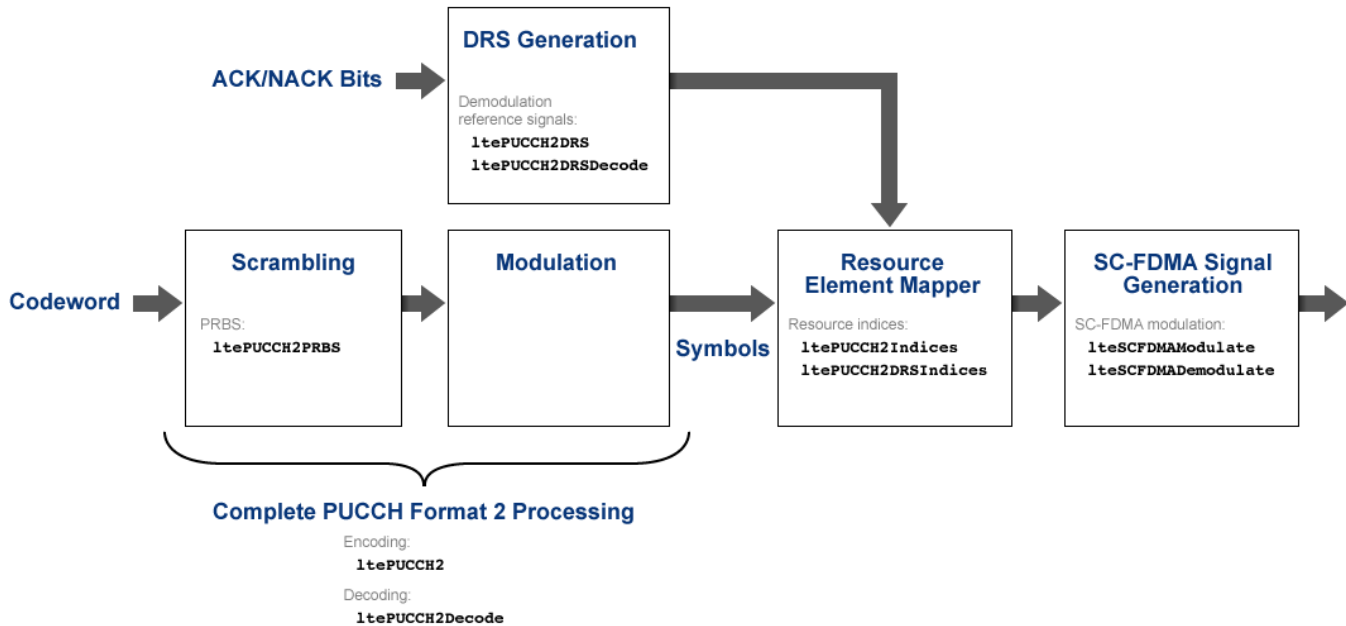 DRS Generation
ACK/NACK Bits
Demodulation
reference signals:
ltePUCCH2DRS
ltePUCCH2DRSDecode
Codeword
Scrambling
PRBS:
ltePUCCH2PRBS
Modulation
Symbols
Resource
Element Mapper
Resource indices:
ltePUCCH2Indices
ltePUCCH2DRSIndices
SC-FDMA Signal
Generation
SC-FDMA modulation:
lteSCFDMAModulate
lteSCFDMADemodulate
Complete PUCCH Format 2 Processing
Encoding:
ltePUCCH2
Decoding:
ltePUCCH2Decode